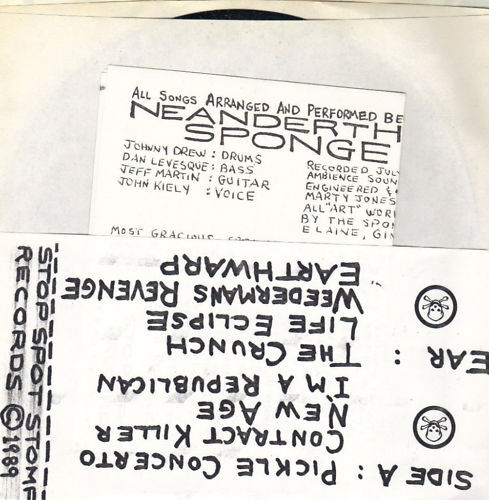 ALL SONGS ARRANGED AND PERFORMED BE
NEANDERTH
SPONGE
JOHNNY DREW : DRUMS
DAN LEVESQUE : BASS
JEFF MARTIN : GUITAR
JOHN KIELY : VOICE
RECORDED JUL
AMBIENCE SOUN
ENGINEERED &
MARTY JONES
ALL "ART" WOR
BY THE SPO
ELAINE, GI
MOST GRACIOUS
SIDE A : PICKLE CONCERTO
CONTRACT KILLER
NEW AGE
I'M A REPUBLICAN
EAR : THE CRUNCH
LIFE ECLIPSE
WEEDERMANS REVENGE
EARTHWARP
STOP SPOT STOMP
RECORDS © 1989